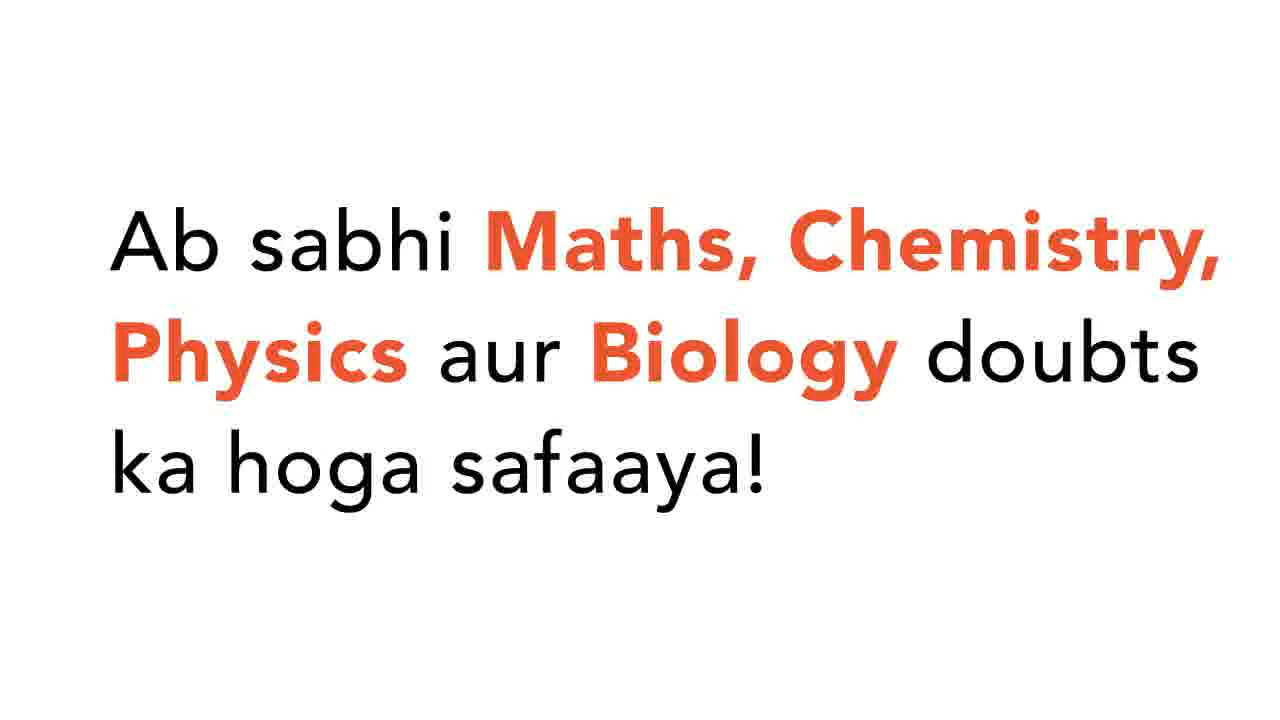 Ab sabhi Maths, Chemistry,
Physics aur Biology doubts
ka hoga safaaya!